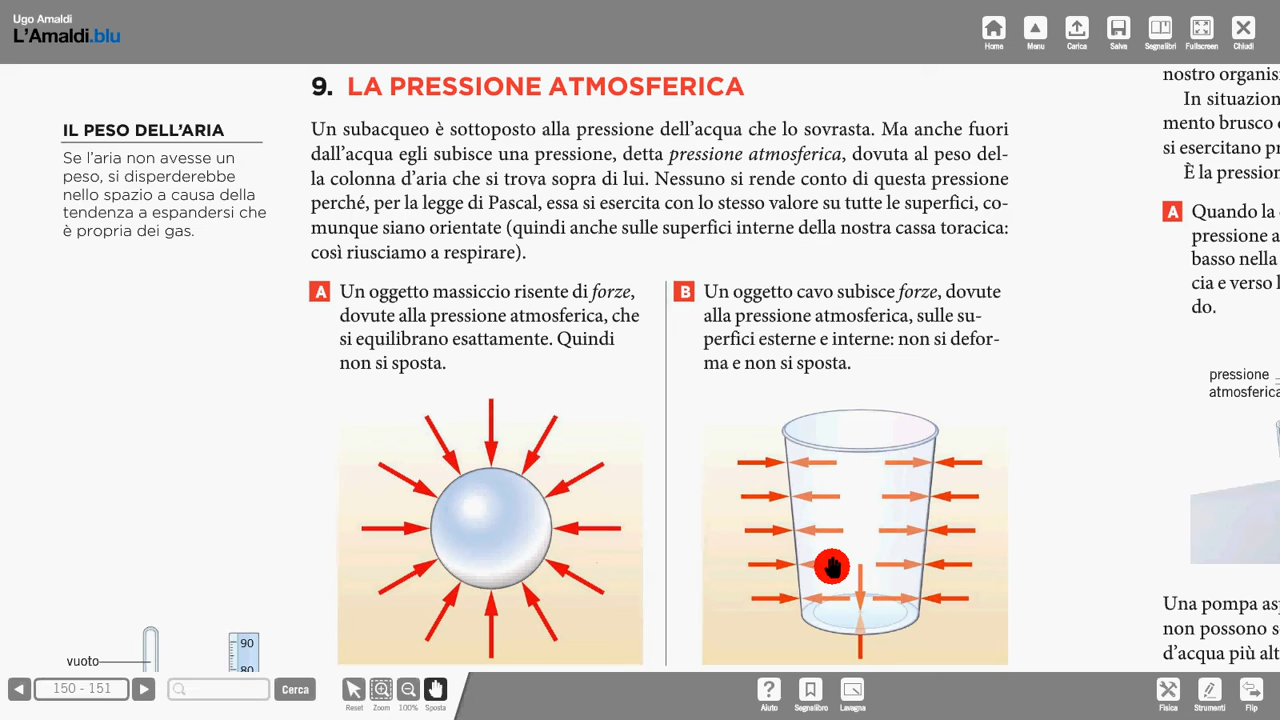 Ugo Amaldi
L'Amaldi.blu
Home
Menu
Carica
Salva
Segnalibri
Fullscreen
Chiudi
9. LA PRESSIONE ATMOSFERICA
IL PESO DELL'ARIA
Se l'aria non avesse un
peso, si disperderebbe
nello spazio a causa della
tendenza a espandersi che
è propria dei gas.
Un subacqueo è sottoposto alla pressione dell'acqua che lo sovrasta. Ma anche fuori
dall'acqua egli subisce una pressione, detta pressione atmosferica, dovuta al peso del-
la colonna d'aria che si trova sopra di lui. Nessuno si rende conto di questa pressione
perché, per la legge di Pascal, essa si esercita con lo stesso valore su tutte le superfici, co-
munque siano orientate (quindi anche sulle superfici interne della nostra cassa toracica:
così riusciamo a respirare).
A Un oggetto massiccio risente di forze,
dovute alla pressione atmosferica, che
si equilibrano esattamente. Quindi
non si sposta.
B Un oggetto cavo subisce forze, dovute
alla pressione atmosferica, sulle su-
perfici esterne e interne: non si defor-
ma e non si sposta.
vuoto
90
80
nostro organis
In situazion
mento brusco d
si esercitano pr
È la pression
A Quando la
pressione a
basso nella
cia e verso l
do.
pressione
atmosferica
Una pompa asp
non possono s
d'acqua più alt
150 - 151
Cerca
Reset
Zoom
100%
Sposta
Aiuto
Segnalibro
Lavagna
Fisica
Strumenti
Flip